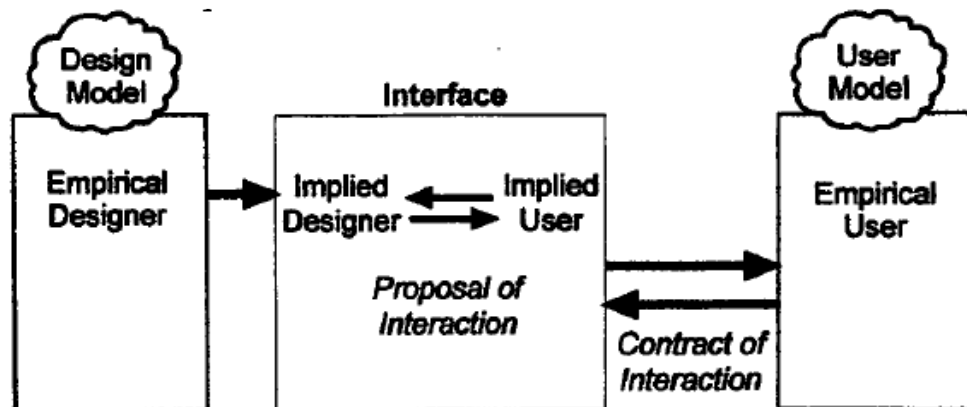 Design
Model
Empirical
Designer
Interface
Implied
Designer
Implied
User
Proposal of
Interaction
Contract of
Interaction
User
Model
Empirical
User